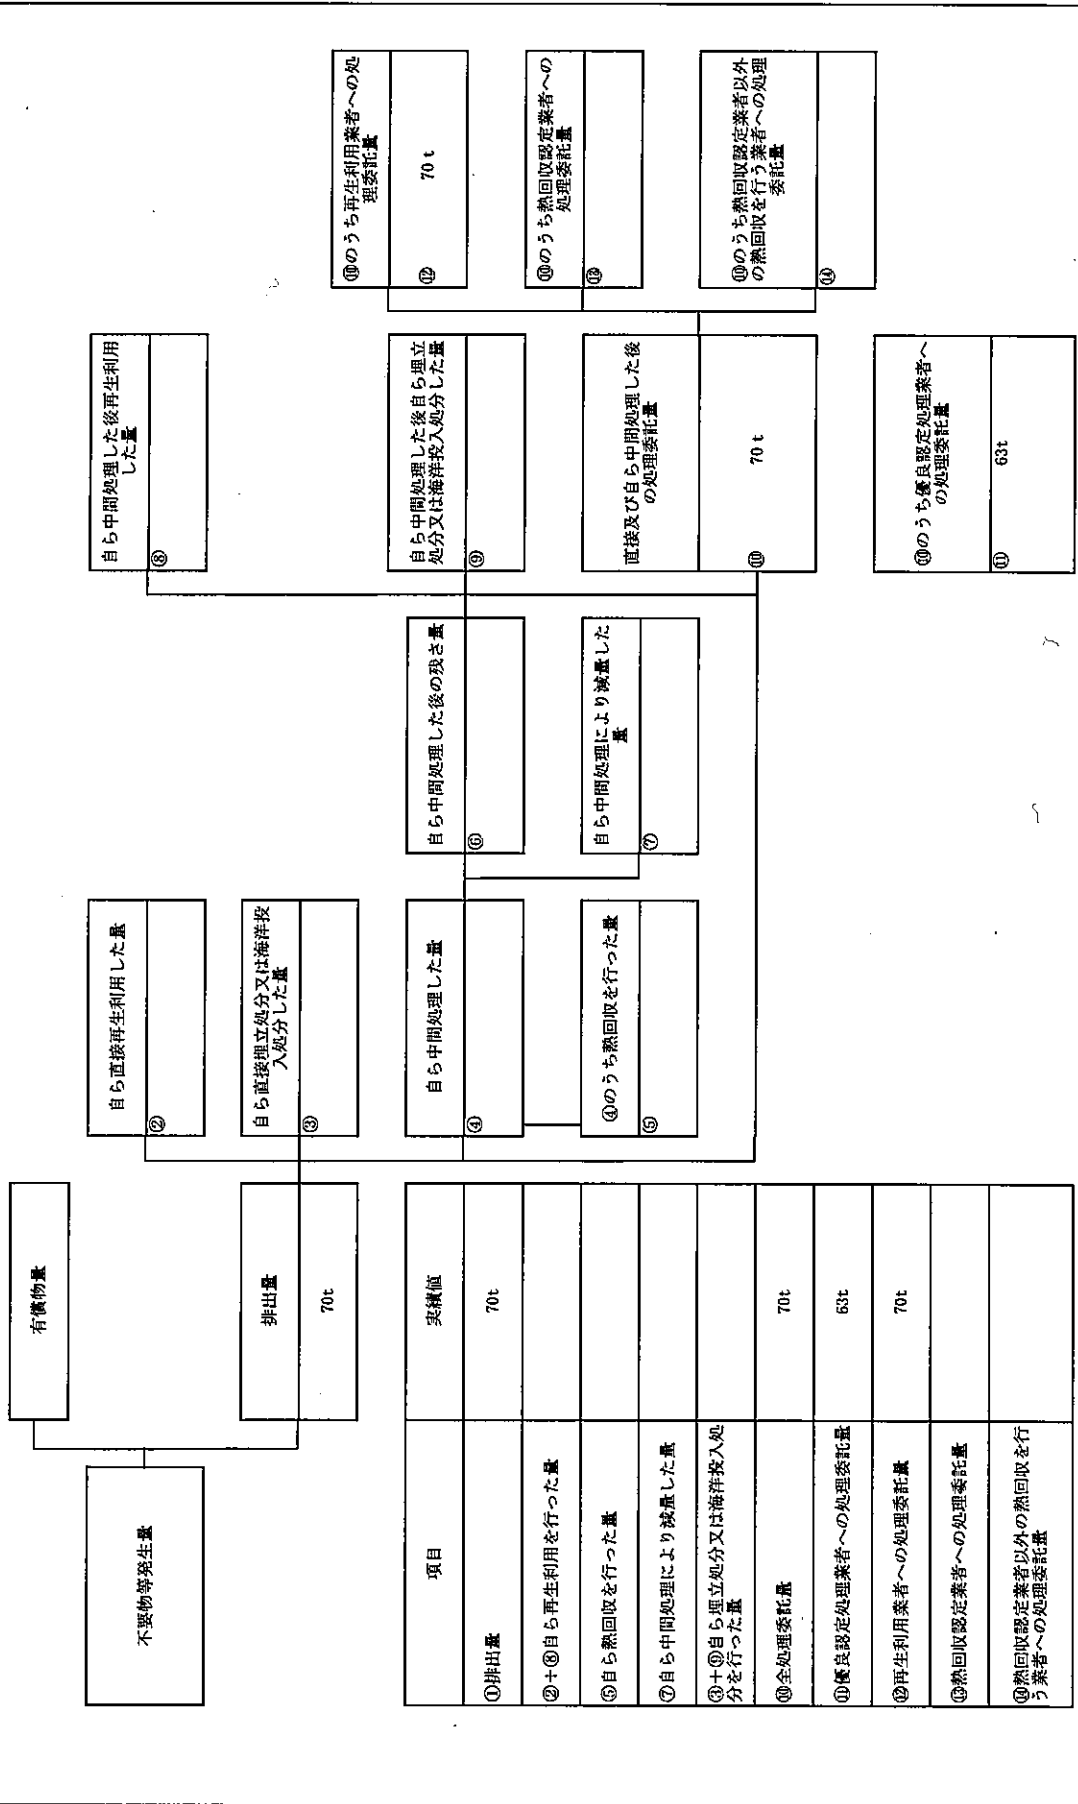 不要物等発生量
有償物量
排出量
70t
自ら直接再生利用した量
②
自ら直接埋立処分又は海洋投
入処分した量
③
自ら中間処理した量
④
④のうち熱回収を行った量
⑤
自ら中間処理した後の残さ量
⑥
自ら中間処理により減量した
量
⑦
自ら中間処理した後再生利用
した量
⑧
自ら中間処理した後自ら埋立
処分又は海洋投入処分した量
⑨
直接及び自ら中間処理した後
の処理委託量
⑩
70 t
⑩のうち優良認定処理業者へ
の処理委託量
⑪
63t
⑩のうち再生利用業者への処
理委託量
⑫
70 t
⑩のうち熱回収認定業者への
処理委託量
⑬
⑩のうち熱回収認定業者以外
の熱回収を行う業者への処理
委託量
⑭
項目
実績値
①排出量
70t
②+⑧自ら再生利用を行った量
⑤自ら熱回収を行った量
⑦自ら中間処理により減量した量
③+⑨自ら埋立処分又は海洋投入処
分を行った量
⑩全処理委託量
70t
⑪優良認定処理業者への処理委託量
63t
⑫再生利用業者への処理委託量
70t
⑬熱回収認定業者への処理委託量
⑭熱回収認定業者以外の熱回収を行
う業者への処理委託量